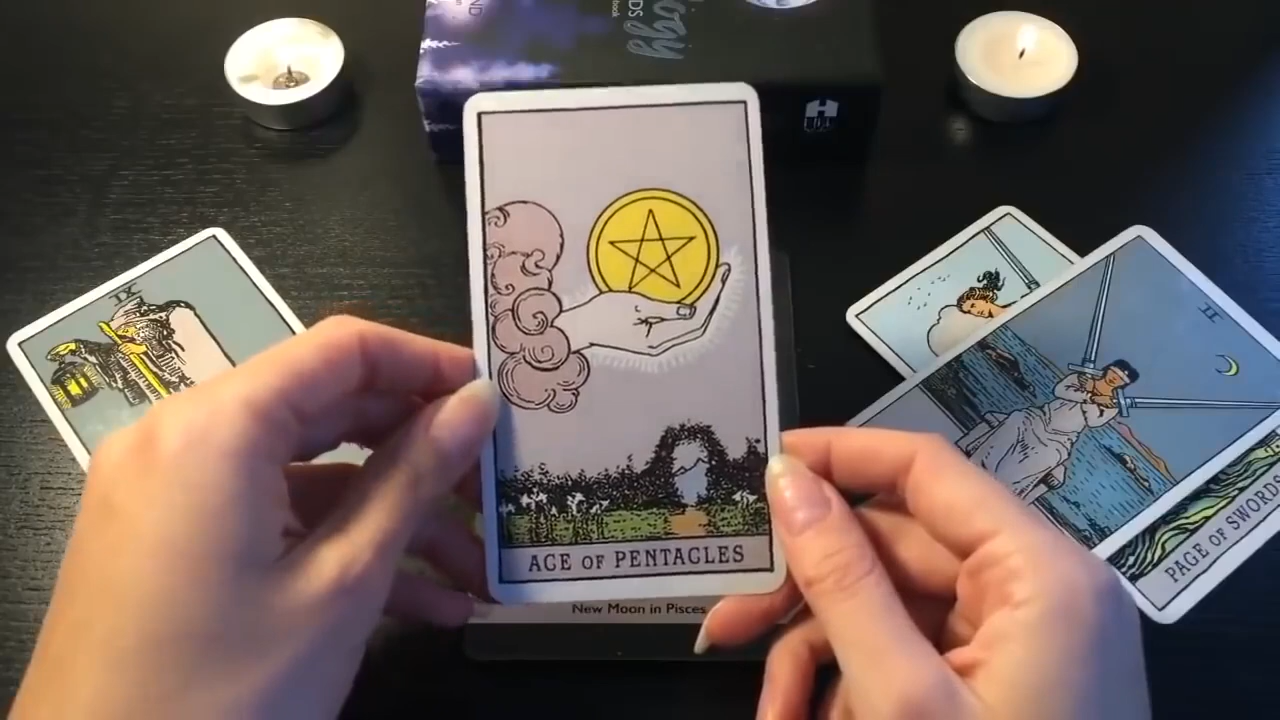 IX
ACE OF PENTACLES
New Moon in Pisces
II
PAGE OF SWORDS